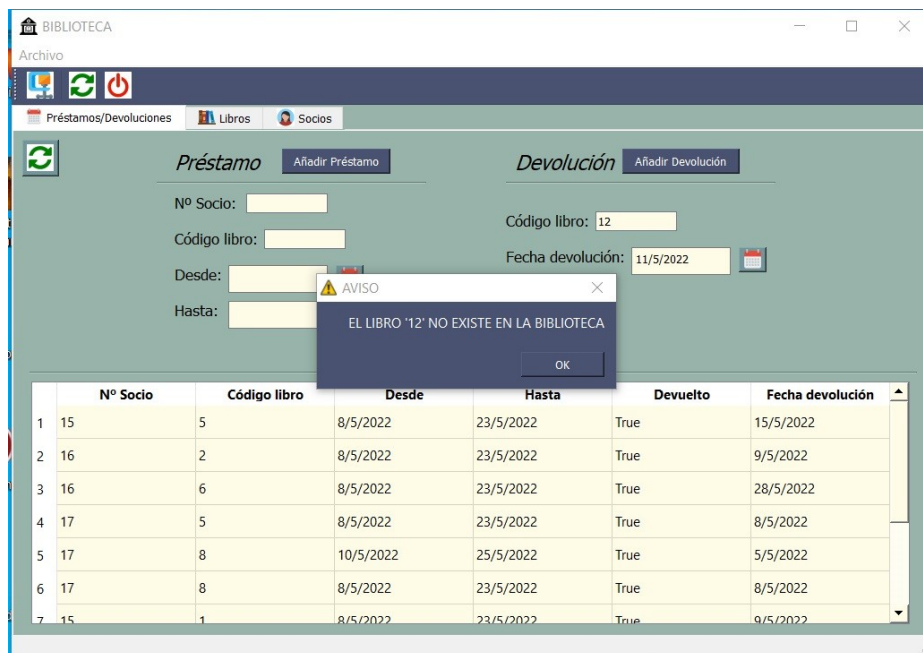 BIBLIOTECA
Archivo
Préstamos/Devoluciones Libros Socios
Préstamo Añadir Préstamo
Devolución Añadir Devolución
Nº Socio:
Código libro:
Desde:
Hasta:
Código libro: 12
Fecha devolución: 11/5/2022
AVISO
EL LIBRO '12' NO EXISTE EN LA BIBLIOTECA
OK
Nº Socio Código libro Desde Hasta Devuelto Fecha devolución
1 15 5 8/5/2022 23/5/2022 True 15/5/2022
2 16 2 8/5/2022 23/5/2022 True 9/5/2022
3 16 6 8/5/2022 23/5/2022 True 28/5/2022
4 17 5 8/5/2022 23/5/2022 True 8/5/2022
5 17 8 10/5/2022 25/5/2022 True 5/5/2022
6 17 8 8/5/2022 23/5/2022 True 8/5/2022
7 15 1 8/5/2022 23/5/2022 True 9/5/2022